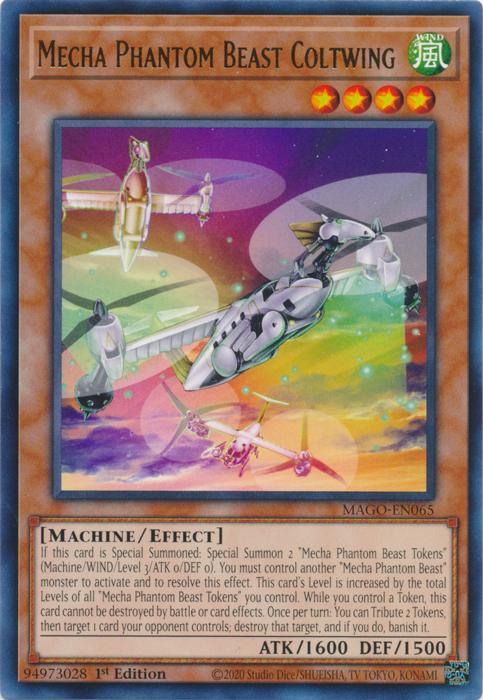 MECHA PHANTOM BEAST COLTWING
WIND
風
MAGO-EN065
[MACHINE/EFFECT]
If this card is Special Summoned: Special Summon 2 "Mecha Phantom Beast Tokens"
(Machine/WIND/Level 3/ATK 0/DEF 0). You must control another "Mecha Phantom Beast"
monster to activate and to resolve this effect. This card's Level is increased by the total
Levels of all "Mecha Phantom Beast Tokens" you control. While you control a Token, this
card cannot be destroyed by battle or card effects. Once per turn: You can Tribute 2 Tokens,
then target 1 card your opponent controls; destroy that target, and if you do, banish it.
ATK/1600 DEF/1500
94973028 1st Edition ©2020 Studio Dice/SHUEISHA, TV TOKYO, KONAMI